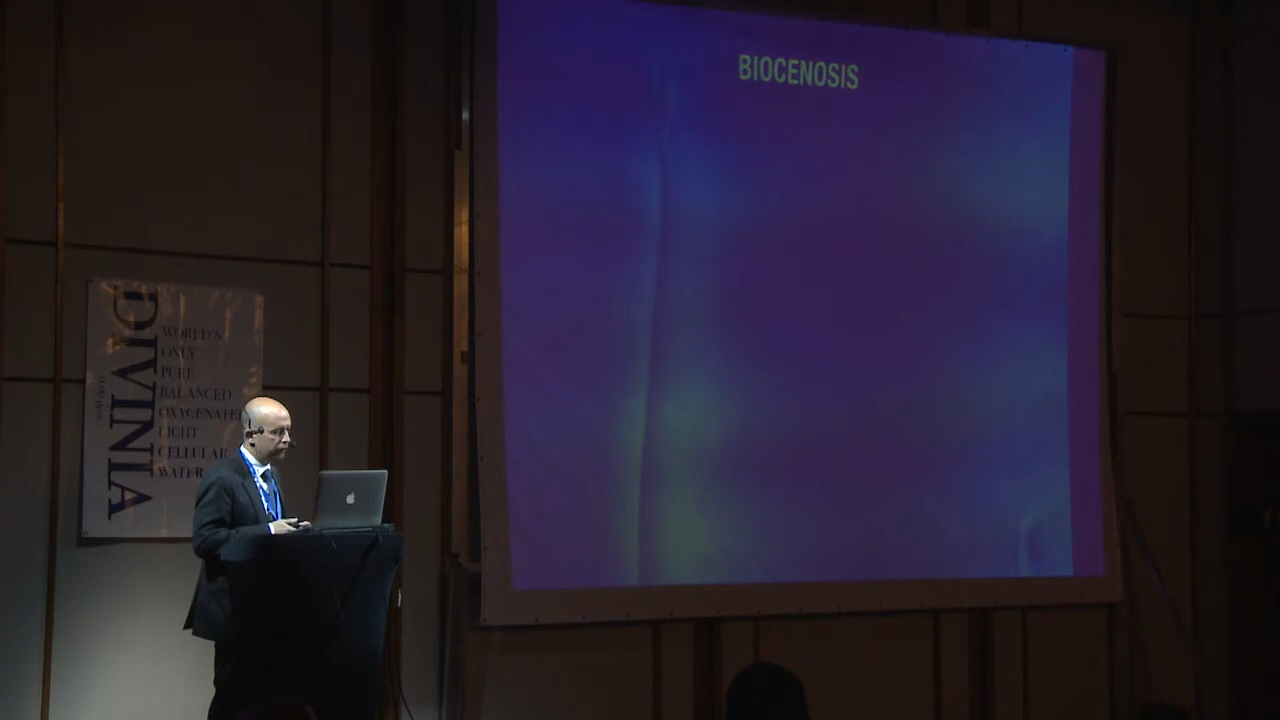 BIOCENOSIS
DIVINIA
WORLD'S
ONLY
PURE
BALANCED
OXYGENATED
LIGHT
CELLULAR
WATER